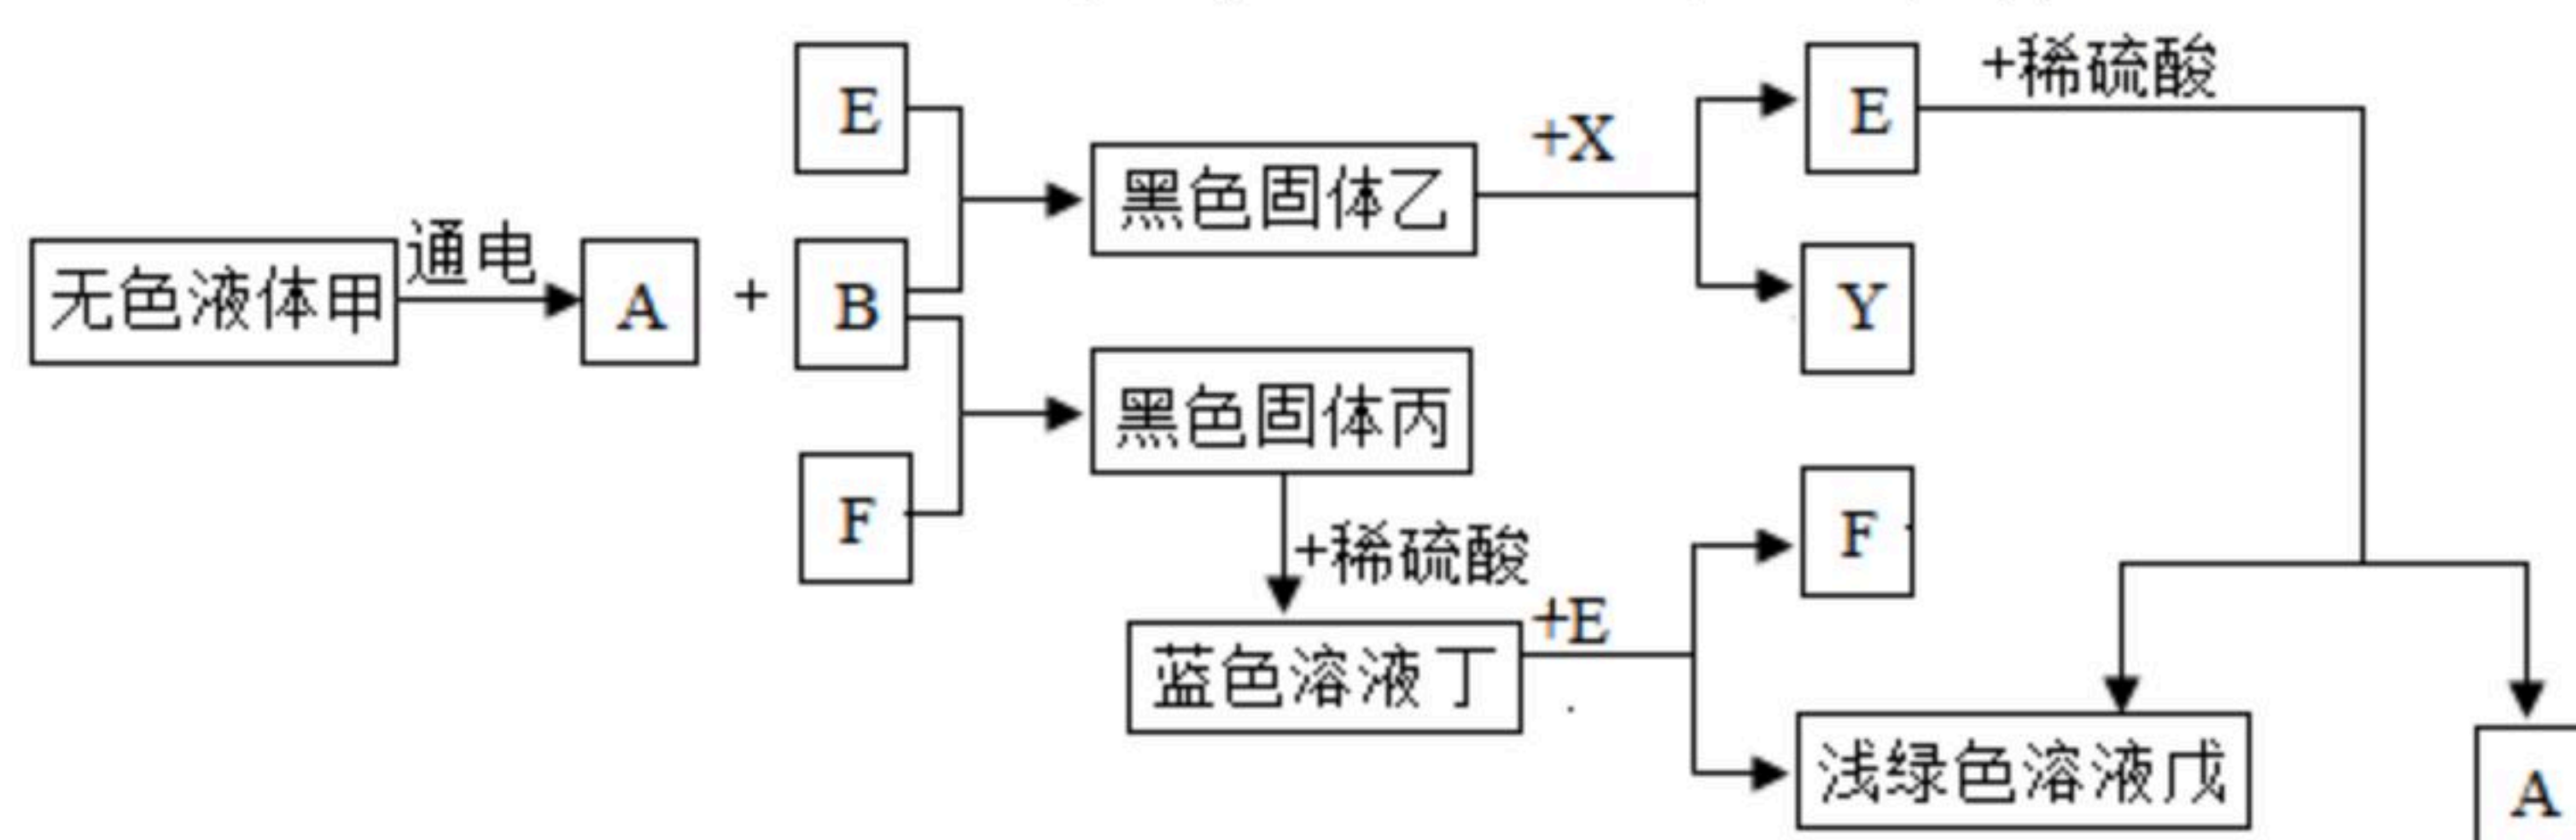 E
+稀硫酸
E
+X
黑色固体乙
通电
无色液体甲
A
+
B
Y
黑色固体丙
F
F
+稀硫酸
+E
蓝色溶液丁
浅绿色溶液戊
A